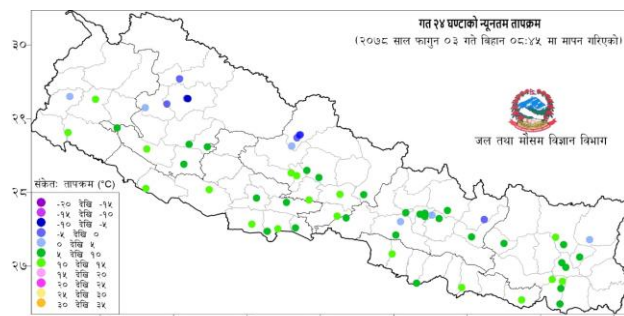 गत २४ घण्टाको न्यूनतम तापक्रम
(२०७८ साल फागुन ०३ गते बिहान ०८:४५ मा मापन गरिएको)
३०
२९
२८
२७
जल तथा मौसम विज्ञान विभाग
संकेतः तापक्रम (°C)
-२० देखि -१५
-१५ देखि -१०
-१० देखि -५
-५ देखि ०
० देखि ५
५ देखि १०
१० देखि १५
१५ देखि २०
२० देखि २५
२५ देखि ३०
३० देखि ३५